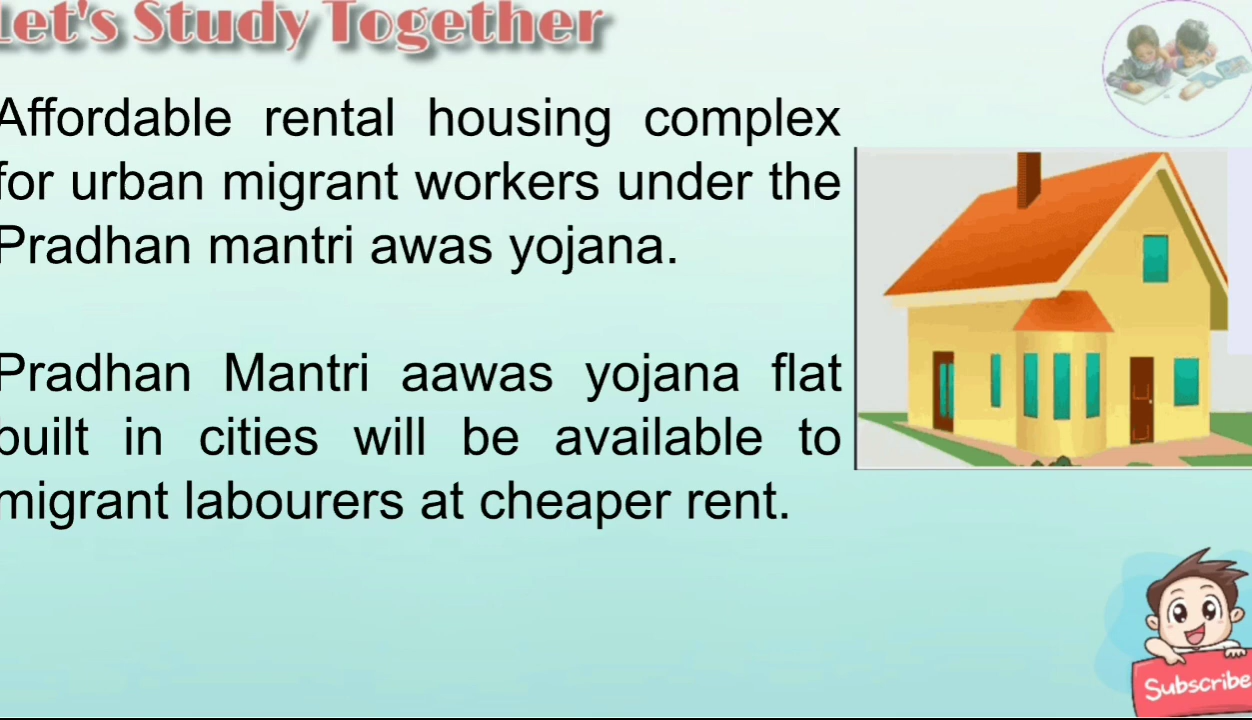 Let's Study Together
Affordable rental housing complex
for urban migrant workers under the
Pradhan mantri awas yojana.
Pradhan Mantri aawas yojana flat
built in cities will be available to
migrant labourers at cheaper rent.
Subscribe